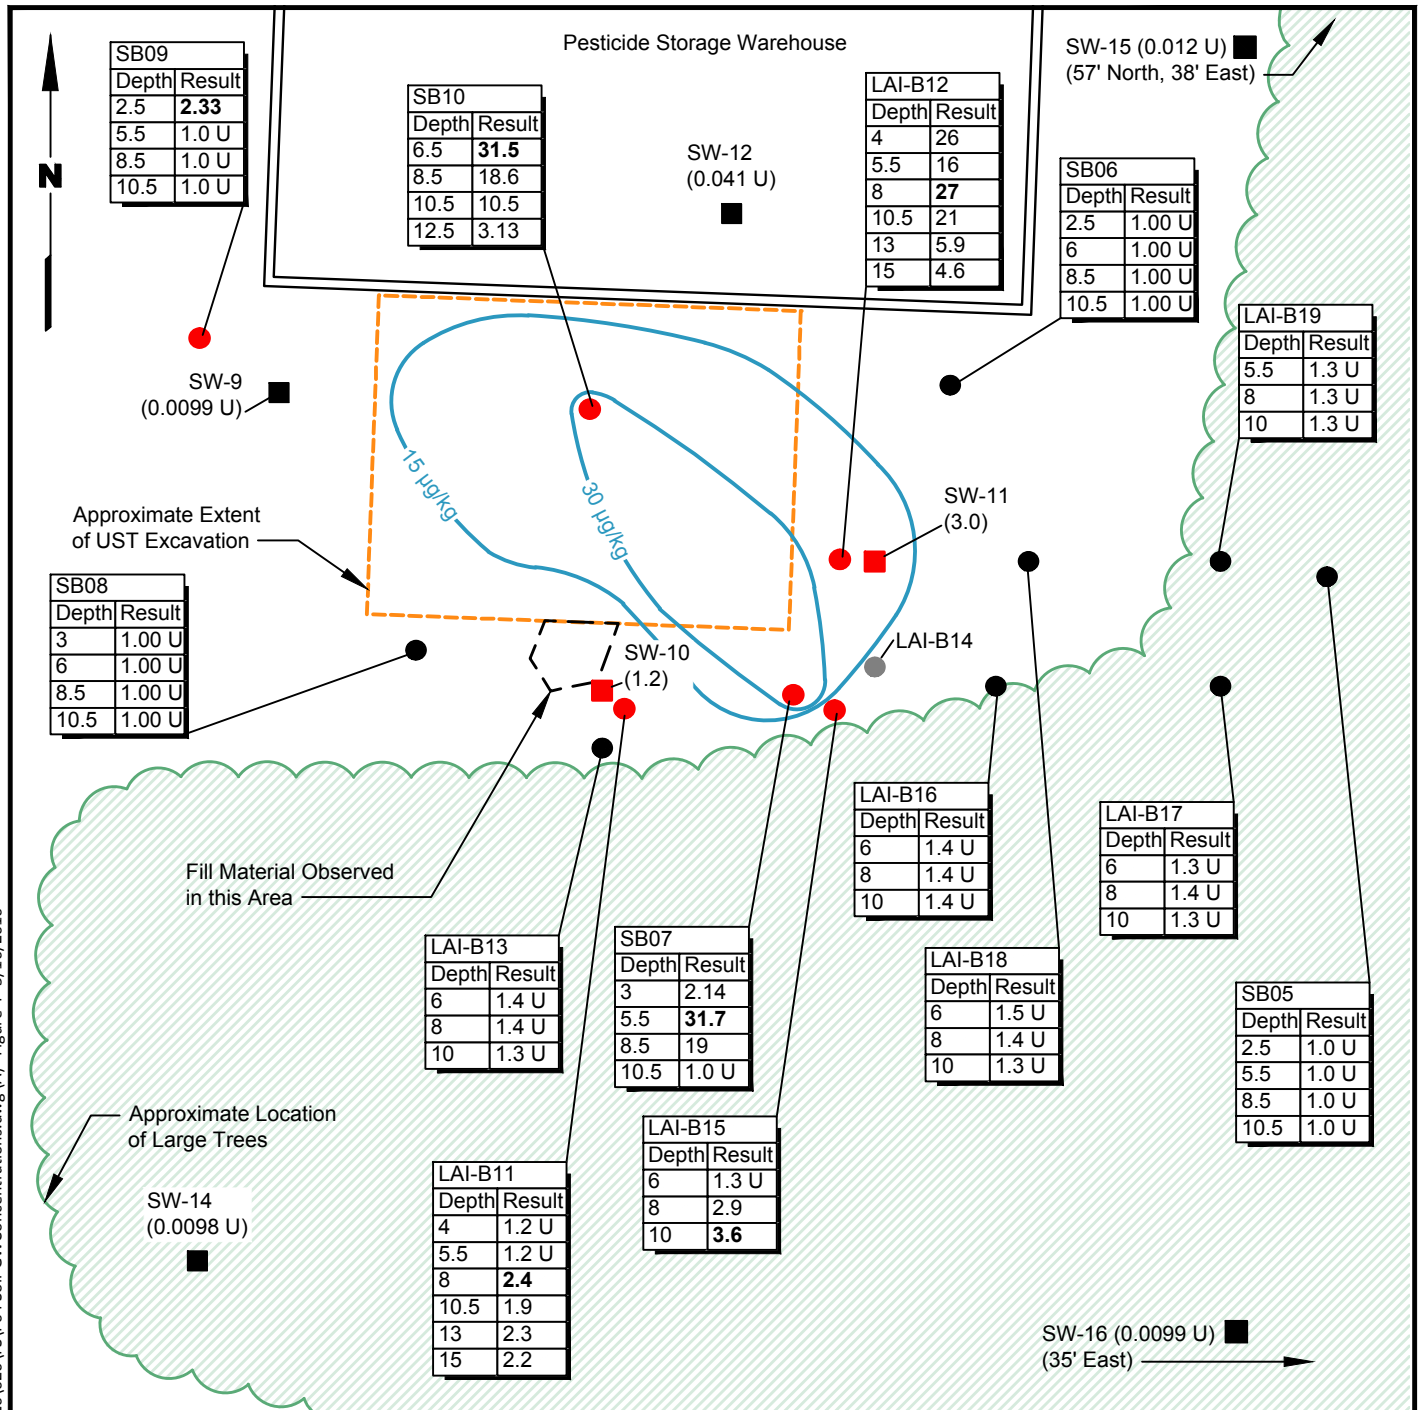 Pesticide Storage Warehouse
SW-15 (0.012 U)
(57' North, 38' East)
N
SB09
Depth Result
2.5 2.33
5.5 1.0 U
8.5 1.0 U
10.5 1.0 U
SB10
Depth Result
6.5 31.5
8.5 18.6
10.5 10.5
12.5 3.13
SW-12
(0.041 U)
LAI-B12
Depth Result
4 26
5.5 16
8 27
10.5 21
13 5.9
15 4.6
SB06
Depth Result
2.5 1.00 U
6 1.00 U
8.5 1.00 U
10.5 1.00 U
LAI-B19
Depth Result
5.5 1.3 U
8 1.3 U
10 1.3 U
SW-9
(0.0099 U)
15 µg/kg
30 µg/kg
SW-11
(3.0)
Approximate Extent
of UST Excavation
SB08
Depth Result
3 1.00 U
6 1.00 U
8.5 1.00 U
10.5 1.00 U
SW-10
(1.2)
LAI-B14
Fill Material Observed
in this Area
LAI-B16
Depth Result
6 1.4 U
8 1.4 U
10 1.4 U
LAI-B17
Depth Result
6 1.3 U
8 1.4 U
10 1.3 U
LAI-B13
Depth Result
6 1.4 U
8 1.4 U
10 1.3 U
SB07
Depth Result
3 2.14
5.5 31.7
8.5 19
10.5 1.0 U
LAI-B18
Depth Result
6 1.5 U
8 1.4 U
10 1.3 U
SB05
Depth Result
2.5 1.0 U
5.5 1.0 U
8.5 1.0 U
10.5 1.0 U
Approximate Location
of Large Trees
LAI-B15
Depth Result
6 1.3 U
8 2.9
10 3.6
LAI-B11
Depth Result
4 1.2 U
5.5 1.2 U
8 2.4
10.5 1.9
13 2.3
15 2.2
SW-14
(0.0098 U)
SW-16 (0.0099 U)
(35' East)